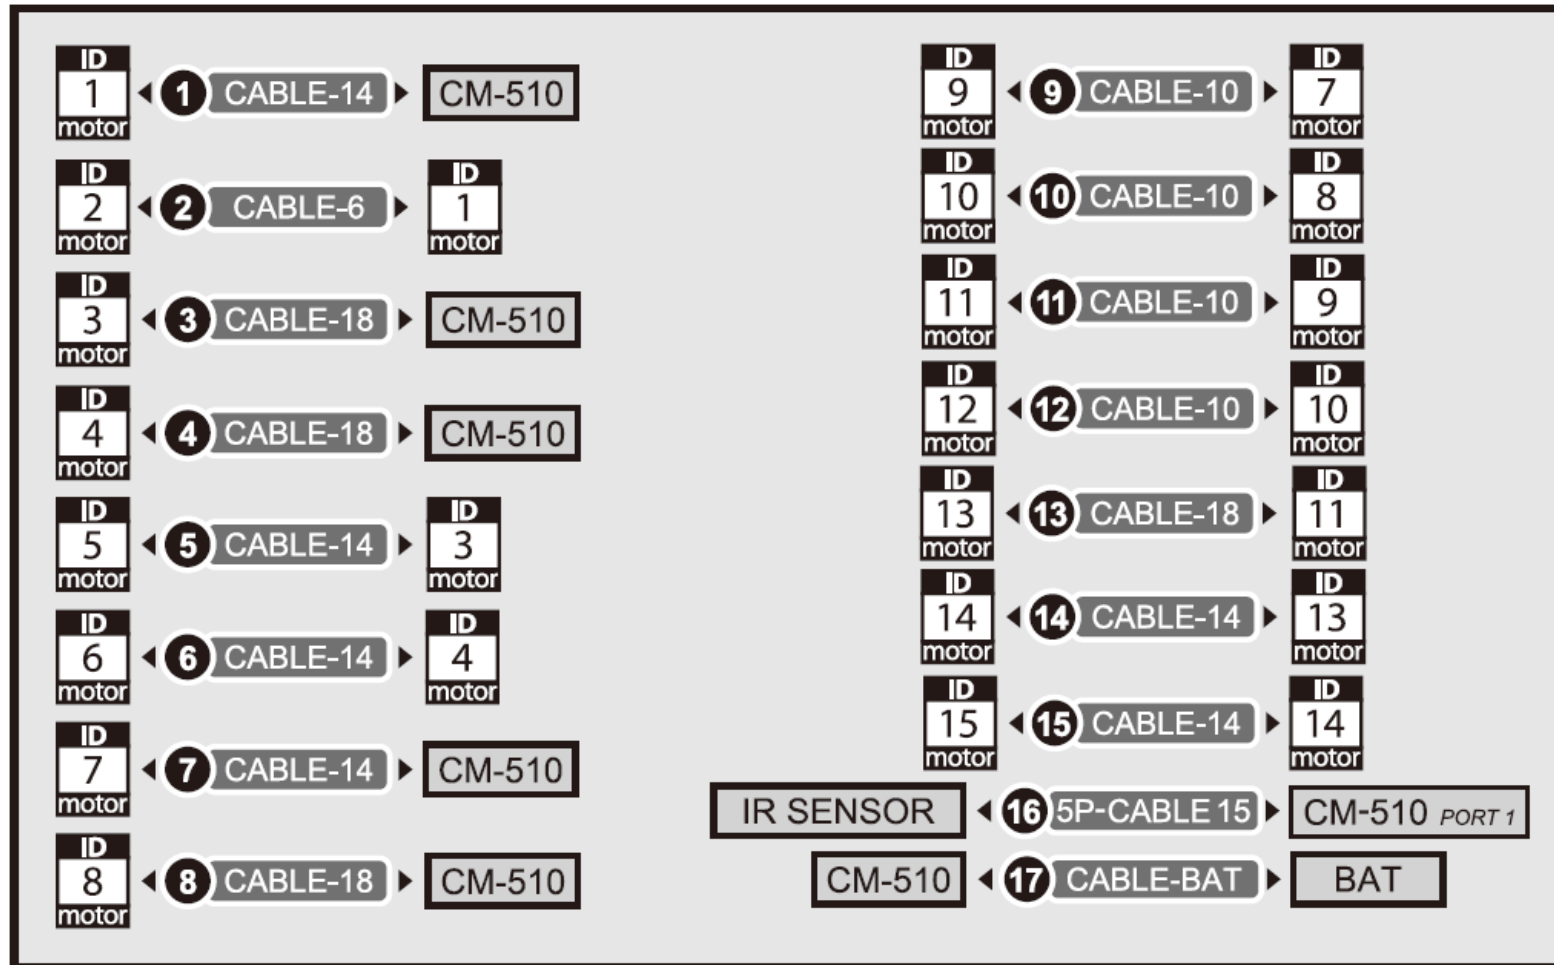 ID
1
motor
1 CABLE-14
CM-510
ID
2
motor
2 CABLE-6
ID
1
motor
ID
3
motor
3 CABLE-18
CM-510
ID
4
motor
4 CABLE-18
CM-510
ID
5
motor
5 CABLE-14
ID
3
motor
ID
6
motor
6 CABLE-14
ID
4
motor
ID
7
motor
7 CABLE-14
CM-510
ID
8
motor
8 CABLE-18
CM-510
ID
9
motor
9 CABLE-10
ID
7
motor
ID
10
motor
10 CABLE-10
ID
8
motor
ID
11
motor
11 CABLE-10
ID
9
motor
ID
12
motor
12 CABLE-10
ID
10
motor
ID
13
motor
13 CABLE-18
ID
11
motor
ID
14
motor
14 CABLE-14
ID
13
motor
ID
15
motor
15 CABLE-14
ID
14
motor
IR SENSOR
16 5P-CABLE 15
CM-510 PORT 1
CM-510
17 CABLE-BAT
BAT